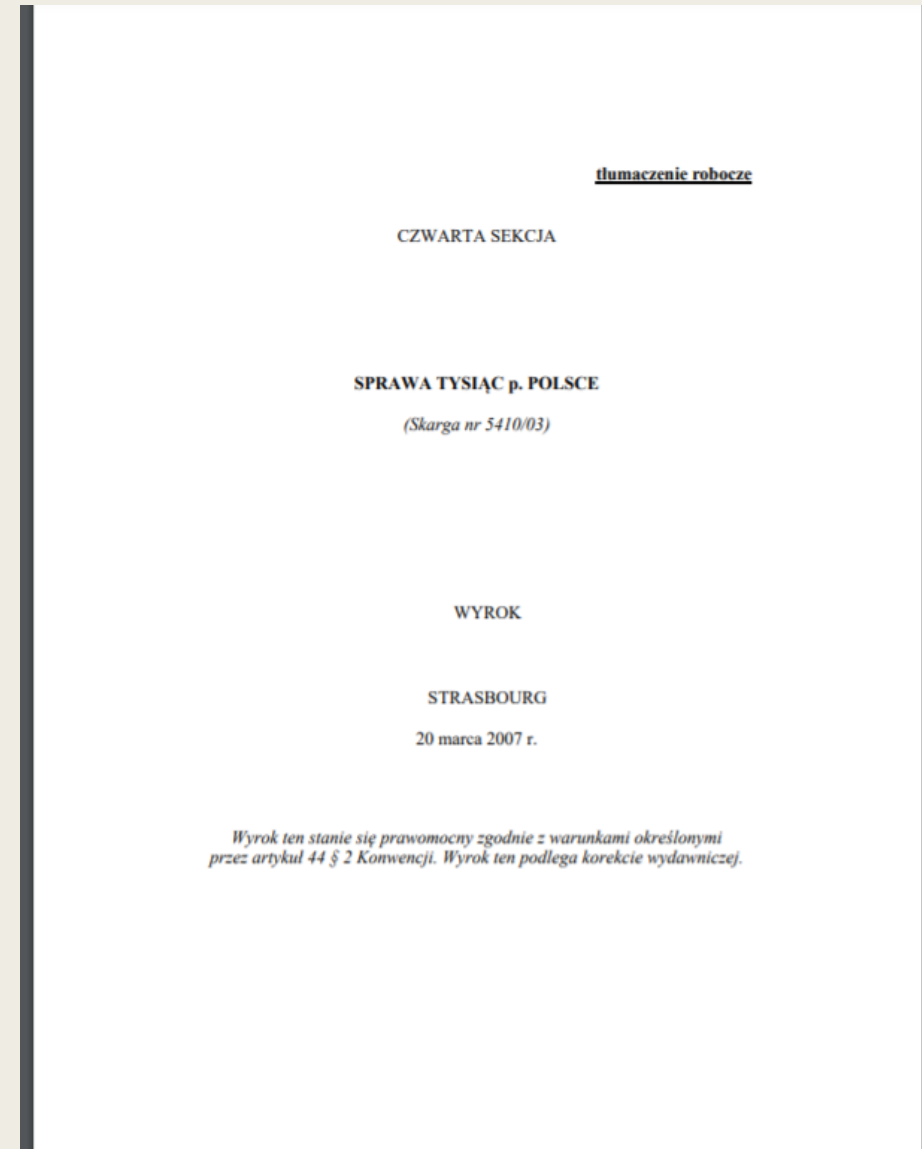 tłumaczenie robocze
CZWARTA SEKCJA
SPRAWA TYSIĄC p. POLSCE
(Skarga nr 5410/03)
WYROK
STRASBOURG
20 marca 2007 r.
Wyrok ten stanie się prawomocny zgodnie z warunkami określonymi
przez artykuł 44 § 2 Konwencji. Wyrok ten podlega korekcie wydawniczej.